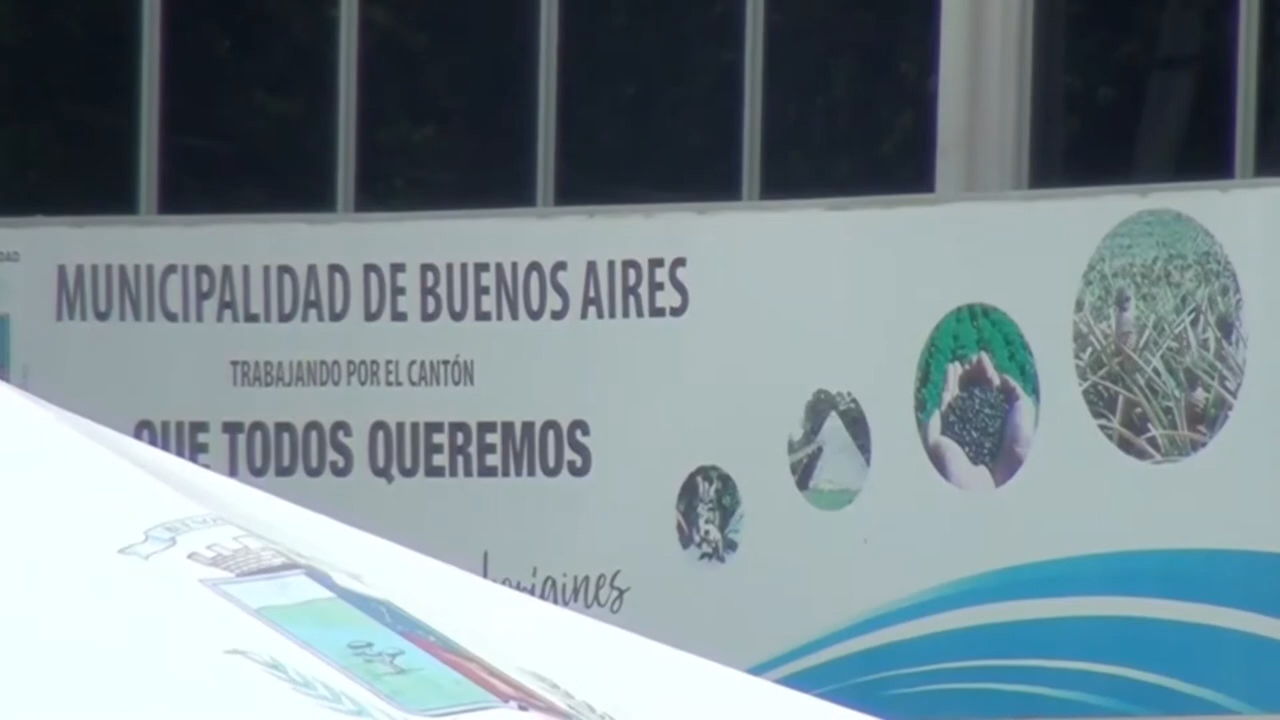 MUNICIPALIDAD DE BUENOS AIRES
TRABAJANDO POR EL CANTÓN
QUE TODOS QUEREMOS